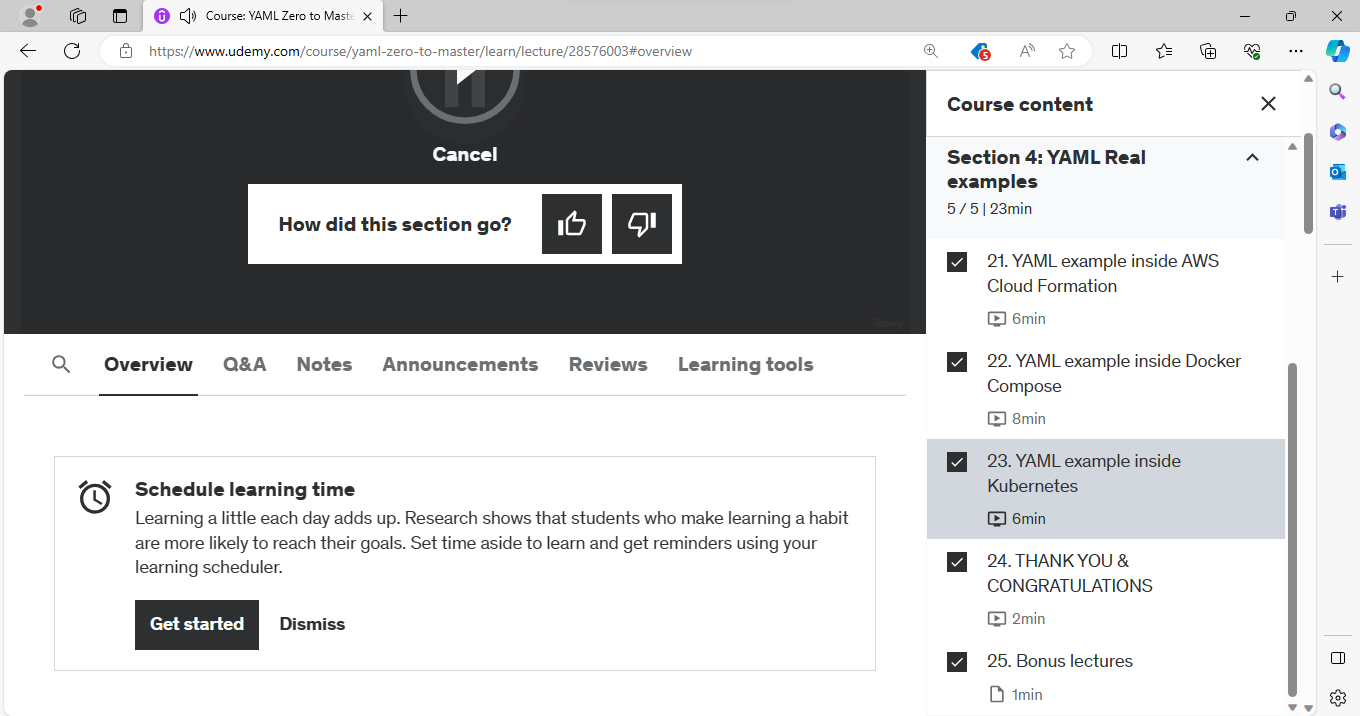 Course: YAML Zero to Maste
https://www.udemy.com/course/yaml-zero-to-master/learn/lecture/28576003#overview
5
Cancel
How did this section go?
Udemy
Overview Q&A Notes Announcements Reviews Learning tools
Schedule learning time
Learning a little each day adds up. Research shows that students who make learning a habit
are more likely to reach their goals. Set time aside to learn and get reminders using your
learning scheduler.
Get started Dismiss
Course content
Section 4: YAML Real
examples
5 / 5 | 23min
21. YAML example inside AWS
Cloud Formation
6min
22. YAML example inside Docker
Compose
8min
23. YAML example inside
Kubernetes
6min
24. THANK YOU &
CONGRATULATIONS
2min
25. Bonus lectures
1min